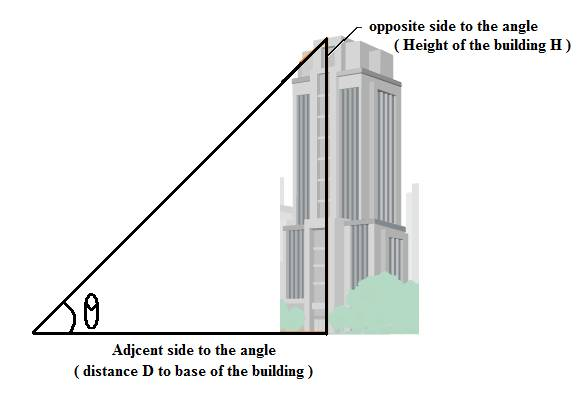 opposite side to the angle
( Height of the building H )
θ
Adjcent side to the angle
( distance D to base of the building )